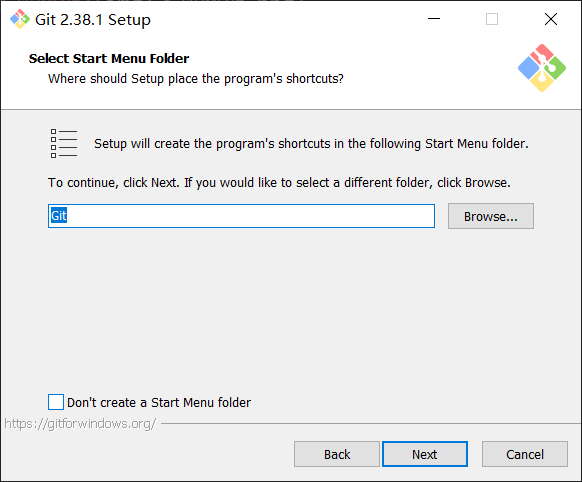 Git 2.38.1 Setup
Select Start Menu Folder
Where should Setup place the program's shortcuts?
Setup will create the program's shortcuts in the following Start Menu folder.
To continue, click Next. If you would like to select a different folder, click Browse.
Git
Browse...
Don't create a Start Menu folder
https://gitforwindows.org/
Back
Next
Cancel